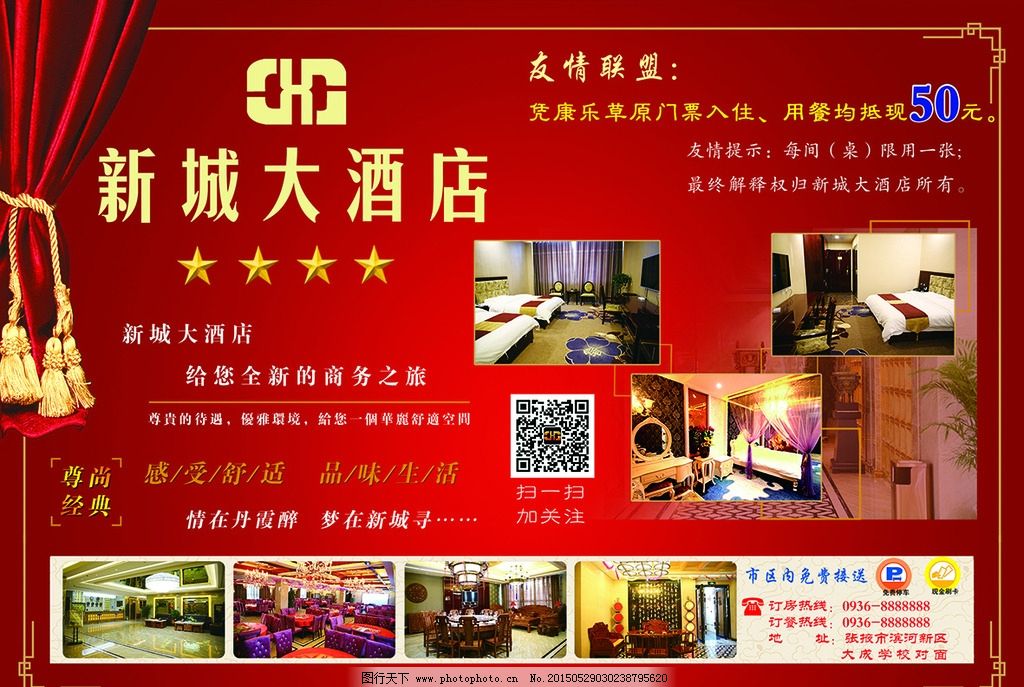 友情联盟：
凭康乐草原门票入住、用餐均抵现50元。
友情提示：每间（桌）限用一张；
最终解释权归新城大酒店所有。
新城大酒店
新城大酒店
给您全新的商务之旅
尊貴的待遇，優雅環境，給您一個華麗舒適空間
尊尚
经典
感/受/舒/适 品/味/生/活
情在丹霞醉 梦在新城寻……
扫一扫
加关注
市区内免费接送
P
免费停车
现金刷卡
订房热线：0936-8888888
订餐热线：0936-8888888
地 址：张掖市滨河新区
大成学校对面
图行天下 www.photophoto.cn No.20150529030238795620